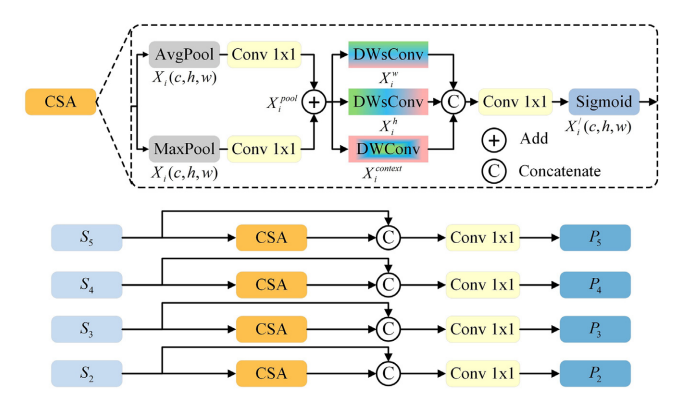 CSA
AvgPool
Conv 1x1
X_i(c,h,w)
MaxPool
Conv 1x1
X_i(c,h,w)
X_i^{pool}
+
DWsConv
X_i^w
DWsConv
X_i^h
DWConv
X_i^{context}
C
Conv 1x1
Sigmoid
X_i^/(c,h,w)
+ Add
C Concatenate
S_5 CSA C Conv 1x1 P_5
S_4 CSA C Conv 1x1 P_4
S_3 CSA C Conv 1x1 P_3
S_2 CSA C Conv 1x1 P_2